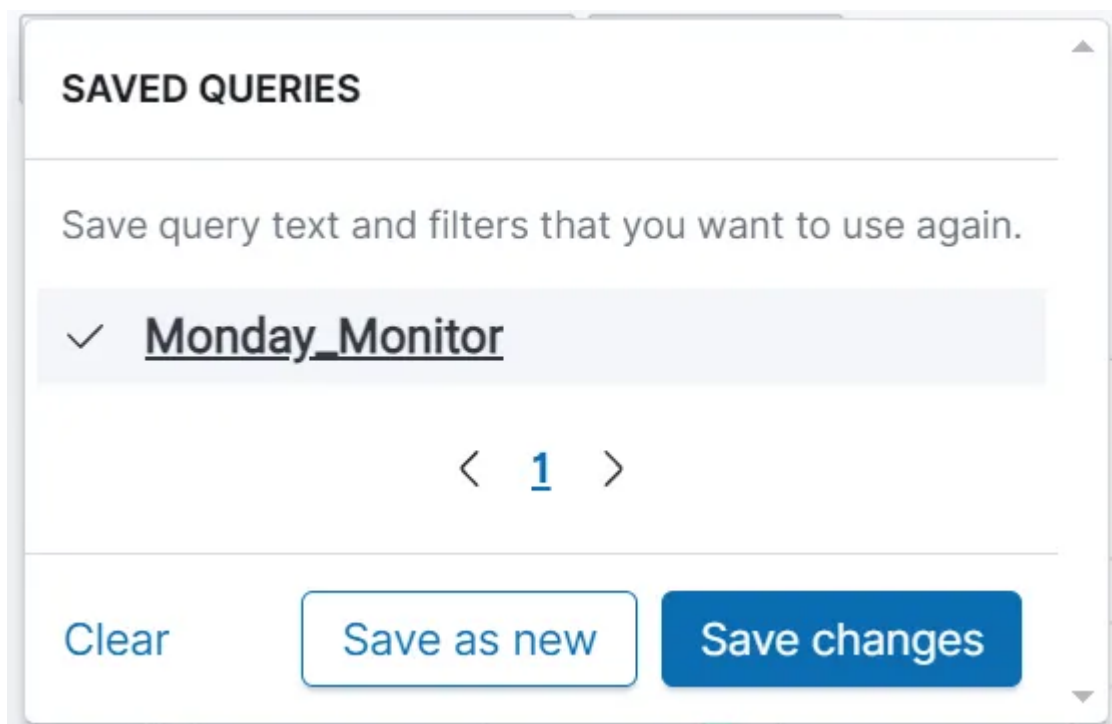 SAVED QUERIES
Save query text and filters that you want to use again.
Monday_Monitor
1
Clear Save as new Save changes